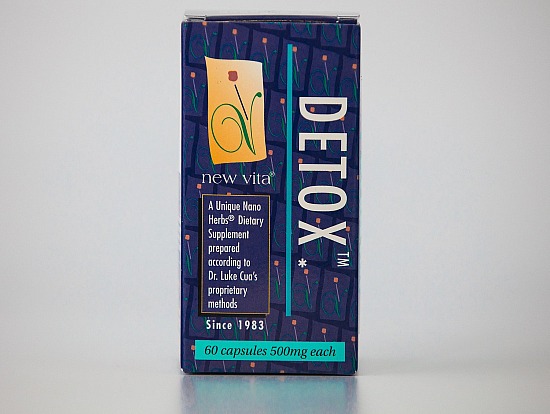 new vita®
A Unique Nano
Herbs® Dietary
Supplement
prepared
according to
Dr. Luke Cua's
proprietary
methods
Since 1983
DETOX™*
60 capsules 500mg each